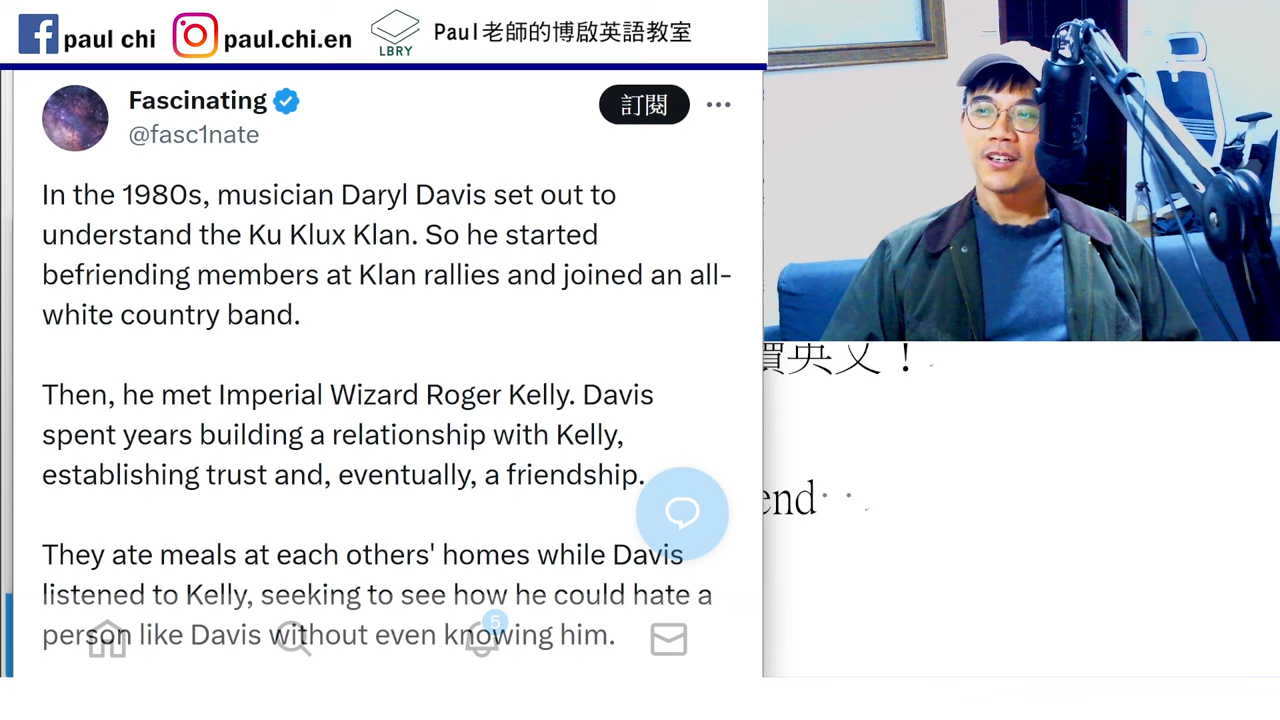 paul chi
paul.chi.en
LBRY
Paul老師的博啟英語教室
Fascinating
@fasc1nate
訂閱
In the 1980s, musician Daryl Davis set out to
understand the Ku Klux Klan. So he started
befriending members at Klan rallies and joined an all-
white country band.
Then, he met Imperial Wizard Roger Kelly. Davis
spent years building a relationship with Kelly,
establishing trust and, eventually, a friendship.
They ate meals at each others' homes while Davis
listened to Kelly, seeking to see how he could hate a
person like Davis without even knowing him.
5
英文！
end